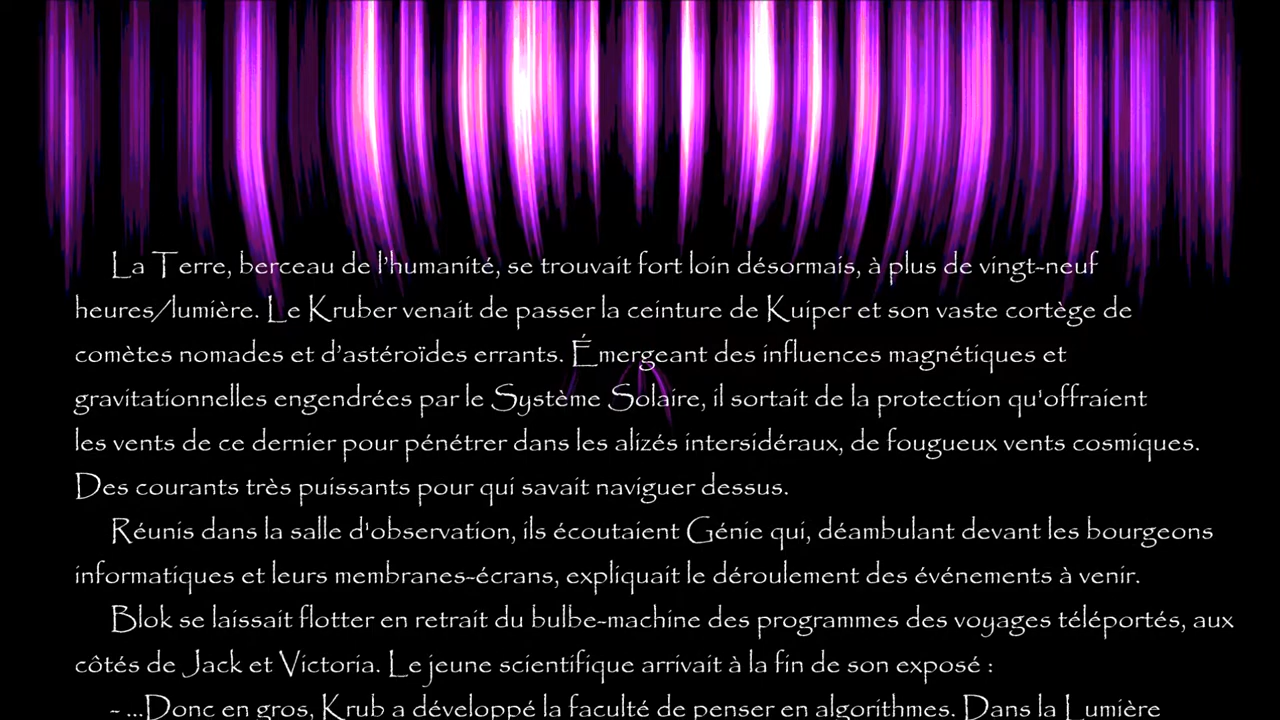 La Terre, berceau de l'humanité, se trouvait fort loin désormais, à plus de vingt-neuf
heures/lumière. Le Kruber venait de passer la ceinture de Kuiper et son vaste cortège de
comètes nomades et d'astéroïdes errants. Émergeant des influences magnétiques et
gravitationnelles engendrées par le Système Solaire, il sortait de la protection qu'offraient
les vents de ce dernier pour pénétrer dans les alizés intersidéraux, de fougueux vents cosmiques.
Des courants très puissants pour qui savait naviguer dessus.
Réunis dans la salle d'observation, ils écoutaient Génie qui, déambulant devant les bourgeons
informatiques et leurs membranes-écrans, expliquait le déroulement des événements à venir.
Blok se laissait flotter en retrait du bulbe-machine des programmes des voyages téléportés, aux
côtés de Jack et Victoria. Le jeune scientifique arrivait à la fin de son exposé :
- ...Donc en gros, Krub a développé la faculté de penser en algorithmes. Dans la Lumière